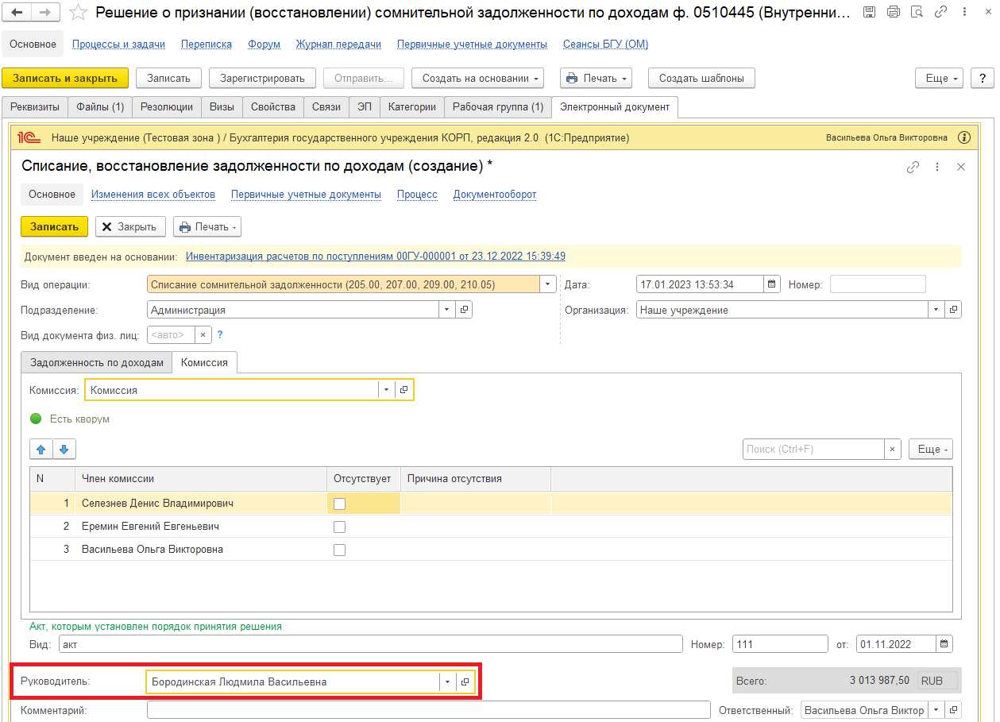 Решение о признании (восстановлении) сомнительной задолженности по доходам ф. 0510445 (Внутренни...
Основное Процессы и задачи Переписка Форум Журнал передачи Первичные учетные документы Сеансы БГУ (ОМ)
Записать и закрыть Записать Зарегистрировать Отправить... Создать на основании Печать Создать шаблоны Еще ?
Реквизиты Файлы (1) Резолюции Визы Свойства Связи ЭП Категории Рабочая группа (1) Электронный документ
1С Наше учреждение (Тестовая зона ) / Бухгалтерия государственного учреждения КОРП, редакция 2.0 (1С:Предприятие) Васильева Ольга Викторовна
Списание, восстановление задолженности по доходам (создание) *
Основное Изменения всех объектов Первичные учетные документы Процесс Документооборот
Записать Закрыть Печать
Документ введен на основании: Инвентаризация расчетов по поступлениям 00ГУ-000001 от 23.12.2022 15:39:49
Вид операции: Списание сомнительной задолженности (205.00, 207.00, 209.00, 210.05) Дата: 17.01.2023 13:53:34 Номер:
Подразделение: Администрация Организация: Наше учреждение
Вид документа физ. лиц: <авто> × ?
Задолженность по доходам Комиссия
Комиссия: Комиссия
Есть кворум
Поиск (Ctrl+F) × Еще
N Член комиссии Отсутствует Причина отсутствия
1 Селезнев Денис Владимирович
2 Еремин Евгений Евгеньевич
3 Васильева Ольга Викторовна
Акт, которым установлен порядок принятия решения
Вид: акт Номер: 111 от: 01.11.2022
Руководитель: Бородинская Людмила Васильевна Всего: 3 013 987,50 RUB
Комментарий: Ответственный: Васильева Ольга Виктор